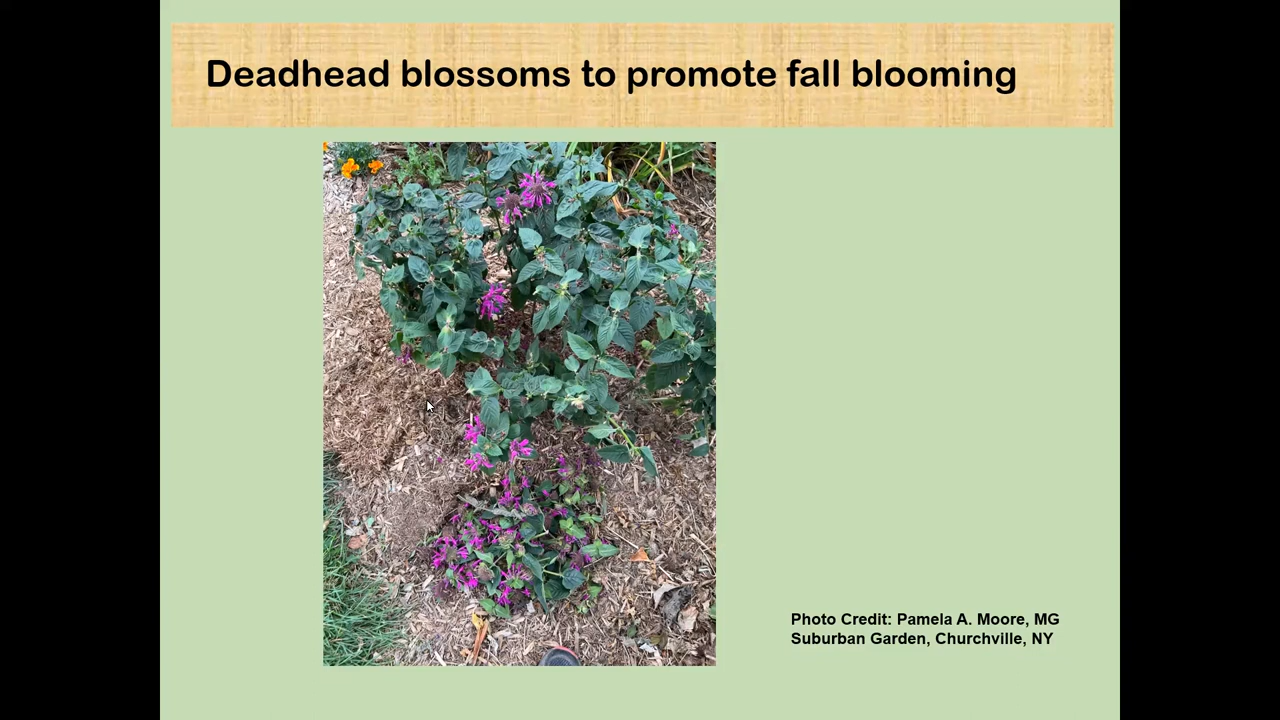 Deadhead blossoms to promote fall blooming
Photo Credit: Pamela A. Moore, MG
Suburban Garden, Churchville, NY